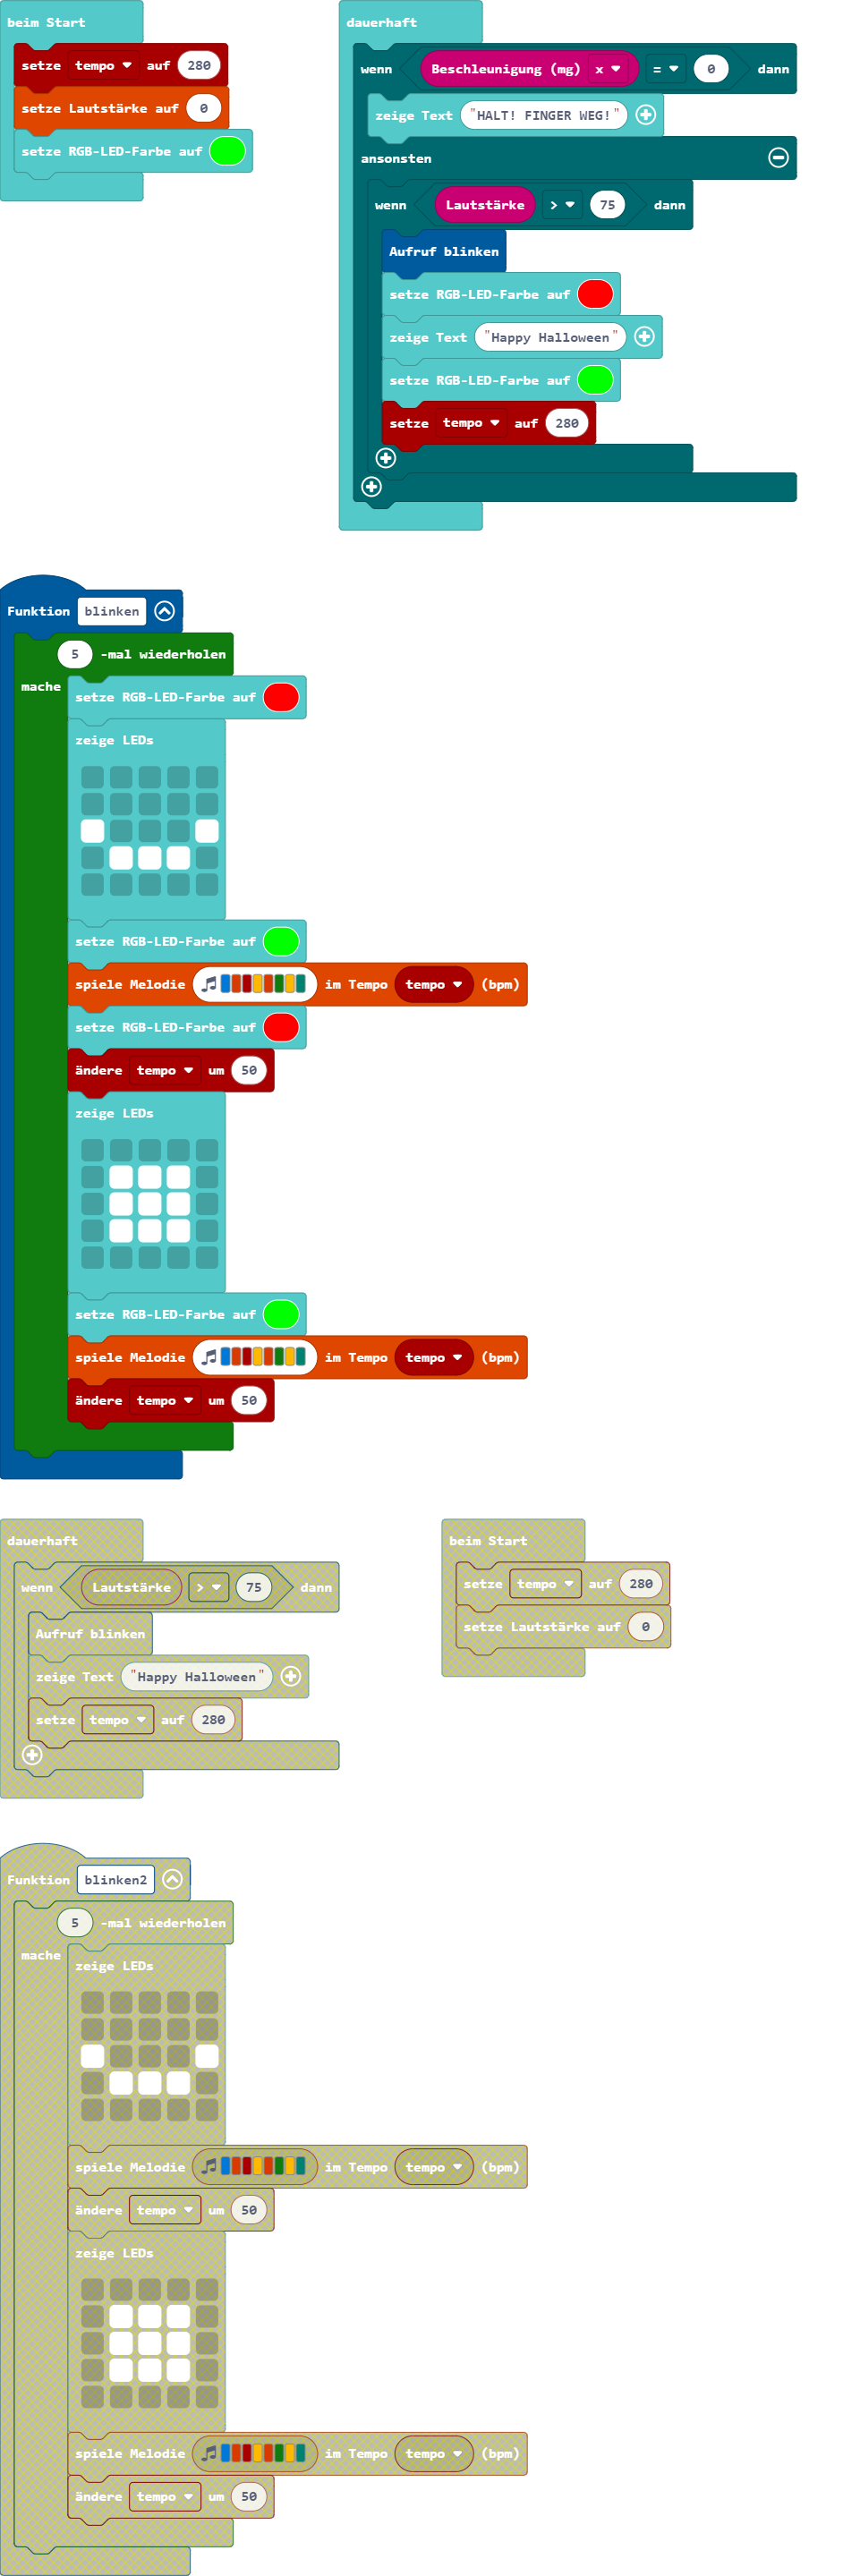 beim Start
setze tempo auf 280
setze Lautstärke auf 0
setze RGB-LED-Farbe auf
dauerhaft
wenn Beschleunigung (mg) x = 0 dann
zeige Text "HALT! FINGER WEG!"
ansonsten
wenn Lautstärke > 75 dann
Aufruf blinken
setze RGB-LED-Farbe auf
zeige Text "Happy Halloween"
setze RGB-LED-Farbe auf
setze tempo auf 280
Funktion blinken
5 -mal wiederholen
mache
setze RGB-LED-Farbe auf
zeige LEDs
setze RGB-LED-Farbe auf
spiele Melodie im Tempo tempo (bpm)
setze RGB-LED-Farbe auf
ändere tempo um 50
zeige LEDs
setze RGB-LED-Farbe auf
spiele Melodie im Tempo tempo (bpm)
ändere tempo um 50
dauerhaft
wenn Lautstärke > 75 dann
Aufruf blinken
zeige Text "Happy Halloween"
setze tempo auf 280
beim Start
setze tempo auf 280
setze Lautstärke auf 0
Funktion blinken2
5 -mal wiederholen
mache
zeige LEDs
spiele Melodie im Tempo tempo (bpm)
ändere tempo um 50
zeige LEDs
spiele Melodie im Tempo tempo (bpm)
ändere tempo um 50